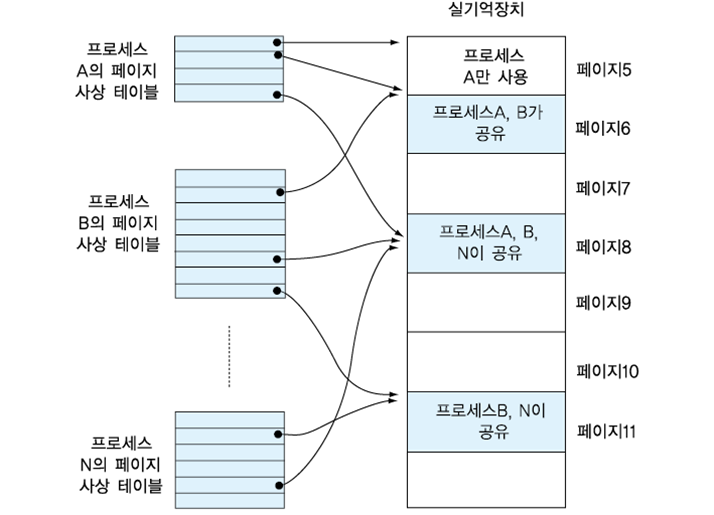 실기억장치
프로세스
A의 페이지
사상 테이블
프로세스
A만 사용
페이지5
프로세스A, B가
공유
페이지6
페이지7
프로세스
B의 페이지
사상 테이블
프로세스A, B,
N이 공유
페이지8
페이지9
페이지10
프로세스B, N이
공유
페이지11
프로세스
N의 페이지
사상 테이블